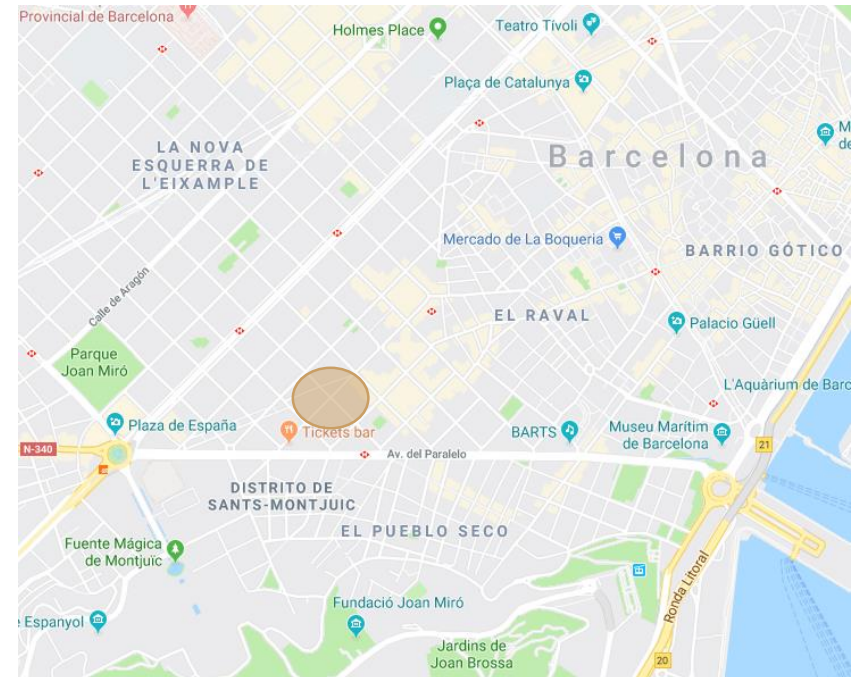 Provincial de Barcelona
Holmes Place
Teatro Tívoli
Plaça de Catalunya
LA NOVA
ESQUERRA DE
L'EIXAMPLE
Barcelona
M
de
Mercado de La Boqueria
BARRIO GÓTICO
Calle de Aragón
EL RAVAL
Palacio Güell
Parque
Joan Miró
L'Aquàrium de Barc
Plaza de España
Tickets bar
BARTS
Museu Marítim
de Barcelona
N-340
21
Av. del Paralelo
DISTRITO DE
SANTS-MONTJUIC
EL PUEBLO SECO
Fuente Mágica
de Montjuïc
Ronda Litoral
Fundació Joan Miró
Espanyol
Jardins de
Joan Brossa
20